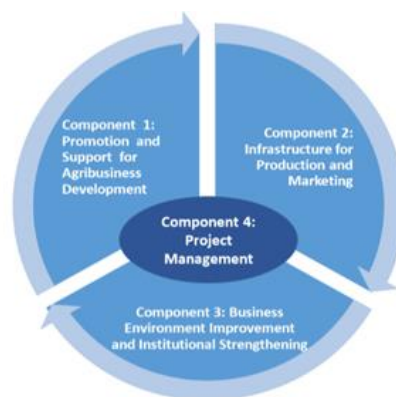 Component 1:
Promotion and
Support for
Agribusiness
Development
Component 2:
Infrastructure for
Production and
Marketing
Component 4:
Project
Management
Component 3: Business
Environment Improvement
and Institutional Strengthening